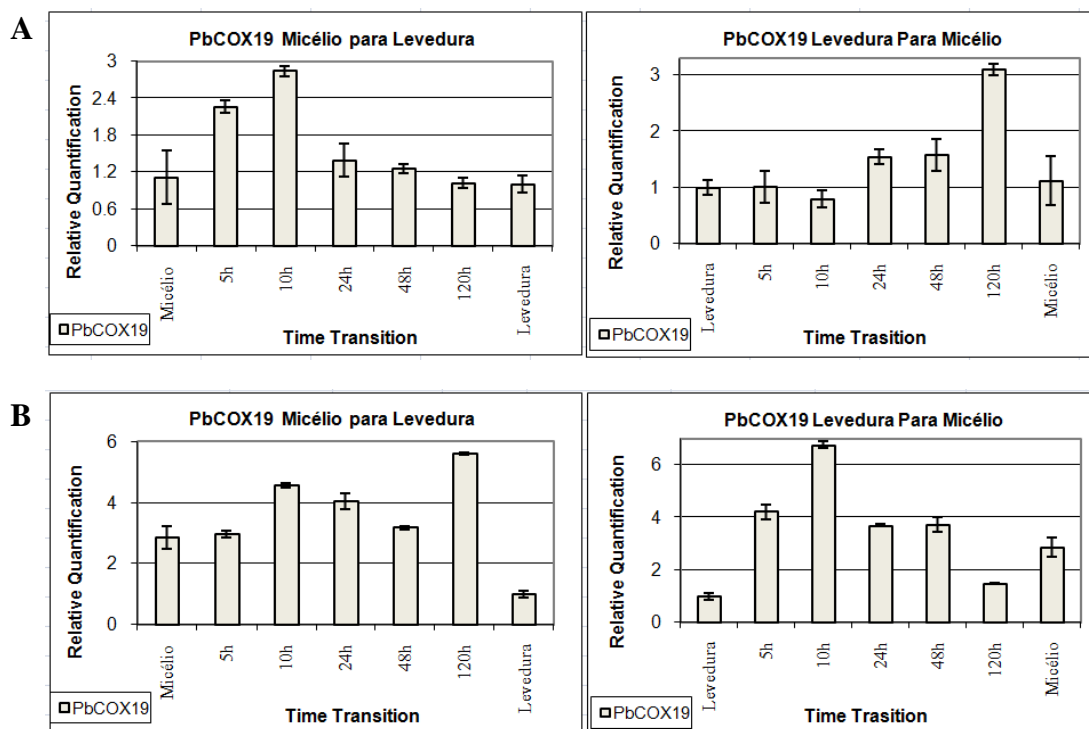 A
PbCOX19 Micélio para Levedura
Relative Quantification
3
2.4
1.8
1.2
0.6
0
Micélio
5h
10h
24h
48h
120h
Levedura
PbCOX19
Time Transition
PbCOX19 Levedura Para Micélio
Relative Quantification
3
2
1
0
Levedura
5h
10h
24h
48h
120h
Micélio
PbCOX19
Time Trasition
B
PbCOX19 Micélio para Levedura
Relative Quantification
6
4
2
0
Micélio
5h
10h
24h
48h
120h
Levedura
PbCOX19
Time Transition
PbCOX19 Levedura Para Micélio
Relative Quantification
6
4
2
0
Levedura
5h
10h
24h
48h
120h
Micélio
PbCOX19
Time Trasition